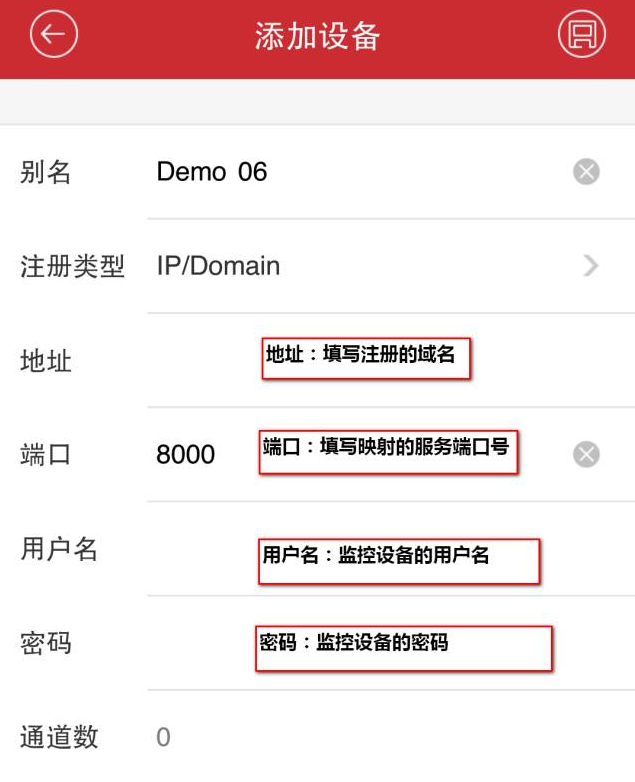 添加设备
别名 Demo 06
注册类型 IP/Domain
地址 地址：填写注册的域名
端口 8000 端口：填写映射的服务端口号
用户名 用户名：监控设备的用户名
密码 密码：监控设备的密码
通道数 0